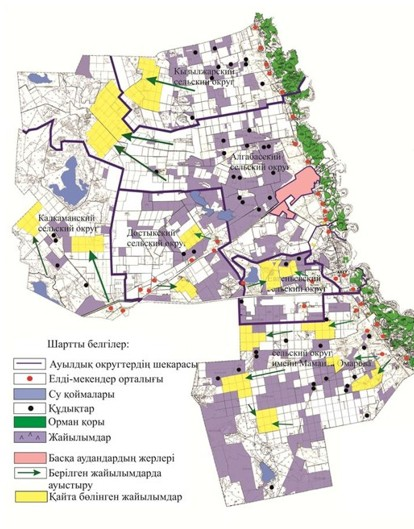 Кызылжарский
сельский округ
Алгабасский
сельский округ
Калкаманский
сельский округ
Достыкский
сельский округ
сельский округ
сельский округ
имени Мамаи
Омарова
Шартты белгілер:
Ауылдық округтердің шекарасы
Елді-мекендер орталығы
Су қоймалары
Құдықтар
Орман қоры
Жайылымдар
Басқа аудандардың жерлері
Берілген жайылымдарда
ауыстыру
Қайта бөлінген жайылымдар